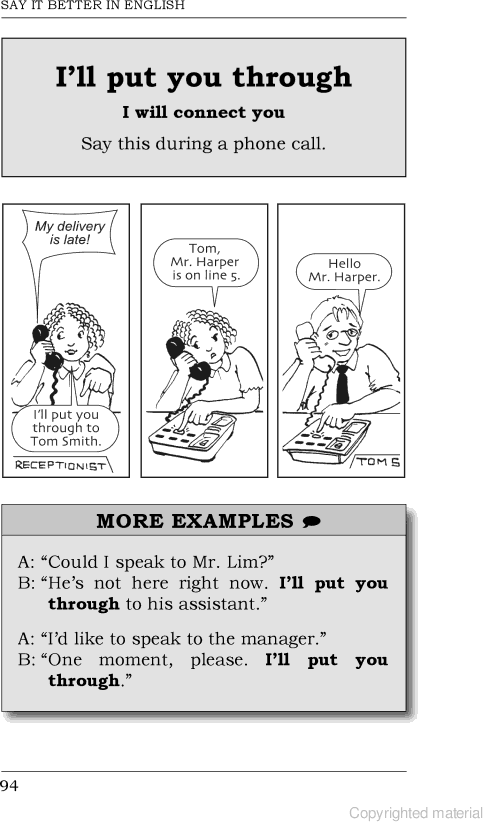 SAY IT BETTER IN ENGLISH
I'll put you through
I will connect you
Say this during a phone call.
My delivery
is late!
I'll put you
through to
Tom Smith.
RECEPTIONIST
Tom,
Mr. Harper
is on line 5.
Hello
Mr. Harper.
TOM S
MORE EXAMPLES
A: “Could I speak to Mr. Lim?”
B: “He's not here right now. I'll put you
through to his assistant.”
A: “I'd like to speak to the manager.”
B: “One moment, please. I'll put you
through.”
94
Copyrighted material